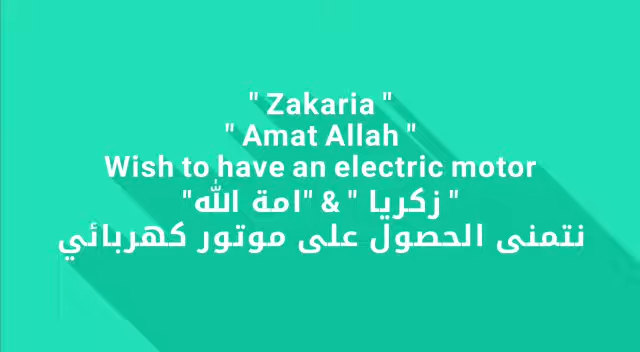 " Zakaria "
" Amat Allah "
Wish to have an electric motor
" زكريا " & "امة الله"
نتمنى الحصول على موتور كهربائي